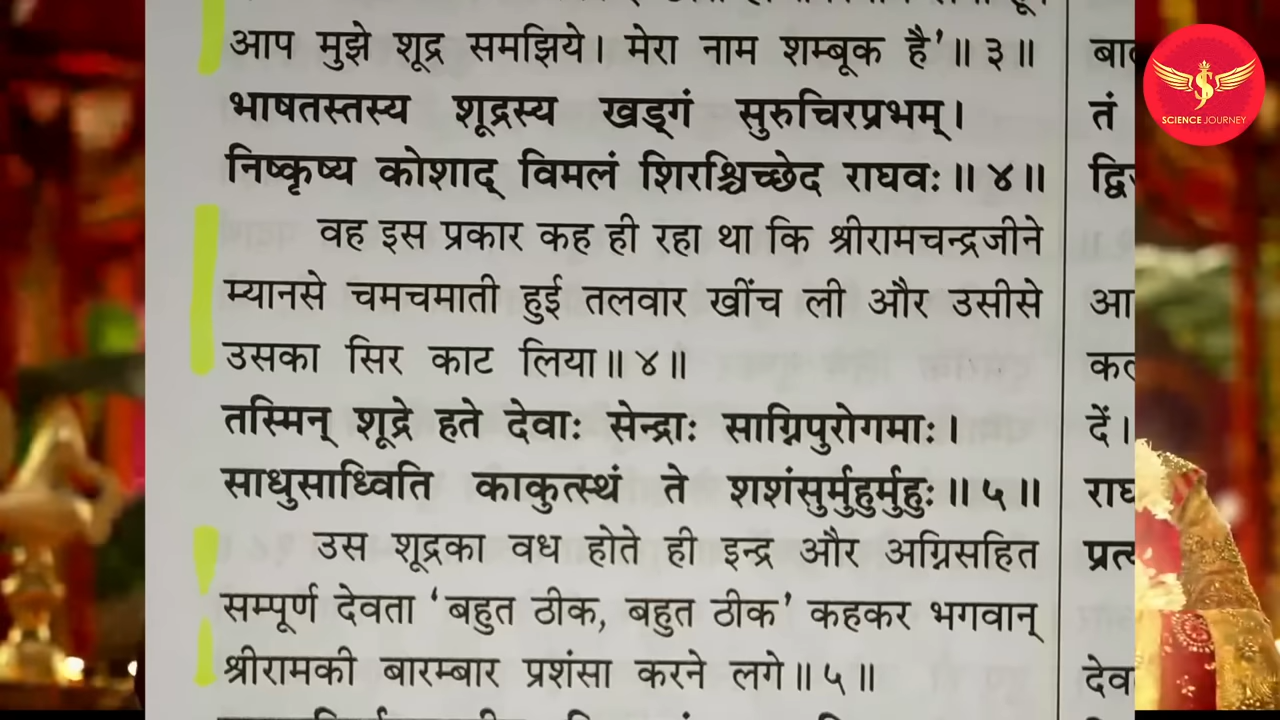 आप मुझे शूद्र समझिये। मेरा नाम शम्बूक है’॥ ३॥
भाषतस्तस्य शूद्रस्य खड्गं सुरुचिरप्रभम्।
निष्कृष्य कोशाद् विमलं शिरश्चिच्छेद राघवः॥ ४॥
वह इस प्रकार कह ही रहा था कि श्रीरामचन्द्रजीने
म्यानसे चमचमाती हुई तलवार खींच ली और उसीसे
उसका सिर काट लिया॥ ४॥
तस्मिन् शूद्रे हते देवाः सेन्द्राः साग्निपुरोगमाः।
साधुसाध्विति काकुत्स्थं ते शशंसुर्मुहुर्मुहुः॥ ५॥
उस शूद्रका वध होते ही इन्द्र और अग्निसहित
सम्पूर्ण देवता ‘बहुत ठीक, बहुत ठीक’ कहकर भगवान्
श्रीरामकी बारम्बार प्रशंसा करने लगे॥ ५॥
तं
दें।
SCIENCE JOURNEY